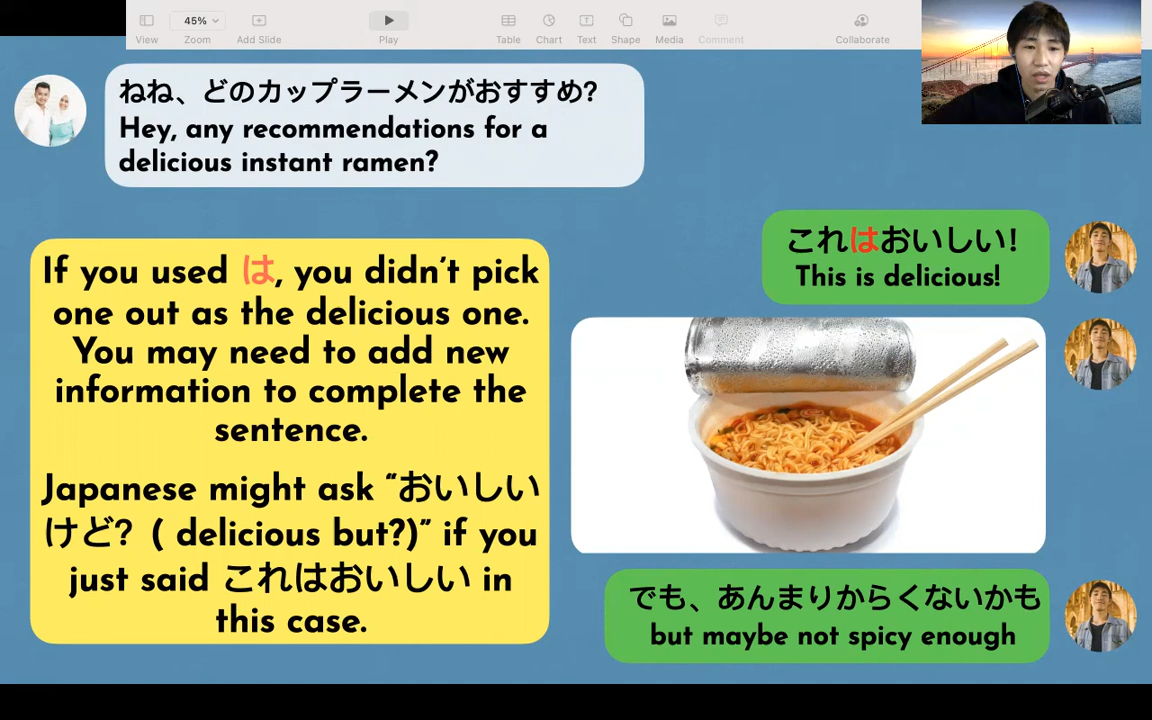 45%
View
Zoom
Add Slide
Play
Table
Chart
Text
Shape
Media
Comment
Collaborate
ねね、どのカップラーメンがおすすめ?
Hey, any recommendations for a
delicious instant ramen?
これはおいしい!
This is delicious!
If you used は, you didn't pick
one out as the delicious one.
You may need to add new
information to complete the
sentence.
Japanese might ask “おいしい
けど? ( delicious but?)” if you
just said これはおいしい in
this case.
でも、あんまりからくないかも
but maybe not spicy enough